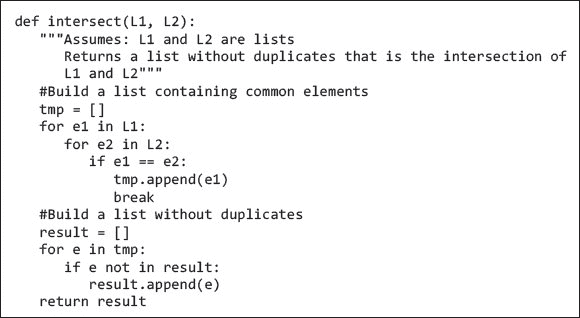 def intersect(L1, L2):
   """Assumes: L1 and L2 are lists
      Returns a list without duplicates that is the intersection of
      L1 and L2"""
   #Build a list containing common elements
   tmp = []
   for e1 in L1:
      for e2 in L2:
         if e1 == e2:
            tmp.append(e1)
            break
   #Build a list without duplicates
   result = []
   for e in tmp:
      if e not in result:
         result.append(e)
   return result